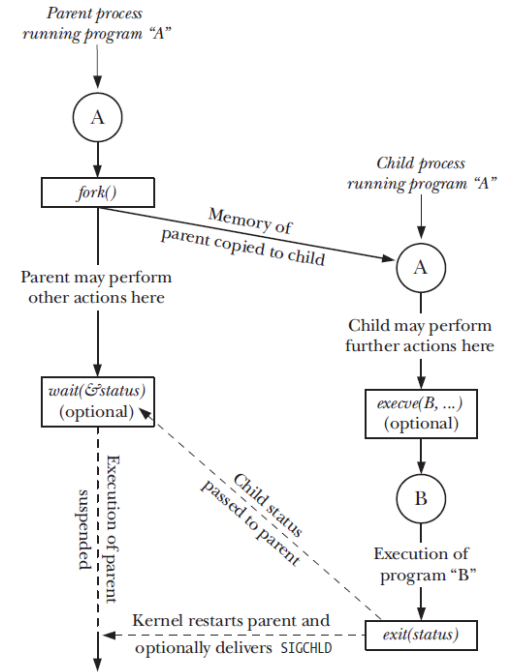 Parent process
running program “A”
A
fork()
Child process
running program “A”
Memory of
parent copied to child
A
Parent may perform
other actions here
Child may perform
further actions here
wait(&status)
(optional)
execve(B, ...)
(optional)
B
Execution of parent
suspended
Child status
passed to parent
Execution of
program “B”
Kernel restarts parent and
optionally delivers SIGCHLD
exit(status)